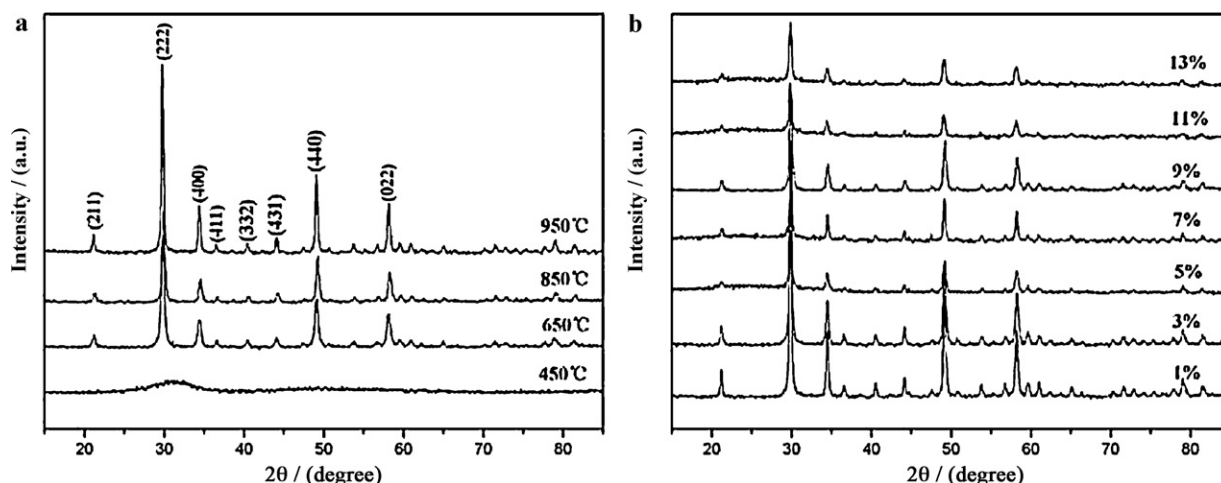 a
(211)
(222)
(400)
(411)
(332)
(431)
(440)
(022)
950℃
850℃
650℃
450℃
Intensity / (a.u.)
20 30 40 50 60 70 80
2θ / (degree)
b
13%
11%
9%
7%
5%
3%
1%
Intensity / (a.u.)
20 30 40 50 60 70 80
2θ / (degree)